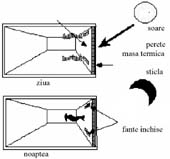 soare
perete
masa termica
sticla
ziua
fante inchise
noaptea